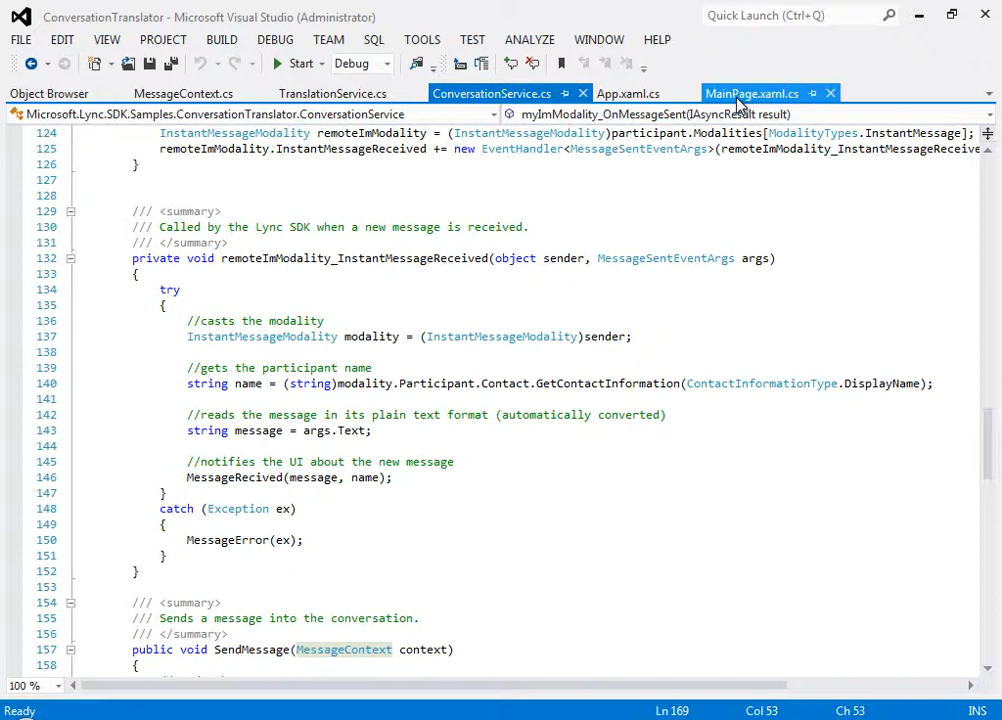 ConversationTranslator - Microsoft Visual Studio (Administrator)
Quick Launch (Ctrl+Q)
FILE EDIT VIEW PROJECT BUILD DEBUG TEAM SQL TOOLS TEST ANALYZE WINDOW HELP
Start Debug
Object Browser MessageContext.cs TranslationService.cs ConversationService.cs App.xaml.cs MainPage.xaml.cs
Microsoft.Lync.SDK.Samples.ConversationTranslator.ConversationService myImModality_OnMessageSent(IAsyncResult result)
124 InstantMessageModality remoteImModality = (InstantMessageModality)participant.Modalities[ModalityTypes.InstantMessage];
125 remoteImModality.InstantMessageReceived += new EventHandler<MessageSentEventArgs>(remoteImModality_InstantMessageReceive
126 }
127
128
129 /// <summary>
130 /// Called by the Lync SDK when a new message is received.
131 /// </summary>
132 private void remoteImModality_InstantMessageReceived(object sender, MessageSentEventArgs args)
133 {
134 try
135 {
136 //casts the modality
137 InstantMessageModality modality = (InstantMessageModality)sender;
138
139 //gets the participant name
140 string name = (string)modality.Participant.Contact.GetContactInformation(ContactInformationType.DisplayName);
141
142 //reads the message in its plain text format (automatically converted)
143 string message = args.Text;
144
145 //notifies the UI about the new message
146 MessageRecived(message, name);
147 }
148 catch (Exception ex)
149 {
150 MessageError(ex);
151 }
152 }
153
154 /// <summary>
155 /// Sends a message into the conversation.
156 /// </summary>
157 public void SendMessage(MessageContext context)
158 {
100 %
Ready Ln 169 Col 53 Ch 53 INS